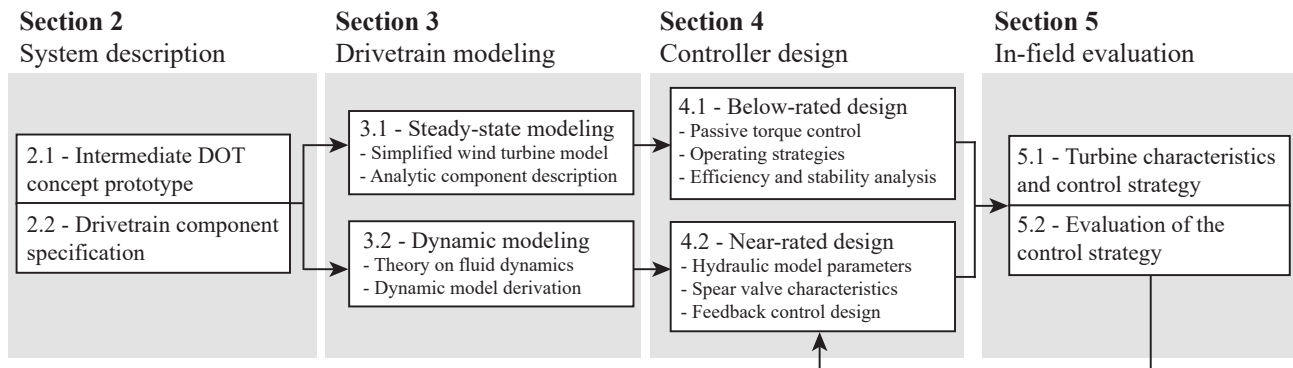 Section 2
System description
2.1 - Intermediate DOT
concept prototype
2.2 - Drivetrain component
specification
Section 3
Drivetrain modeling
3.1 - Steady-state modeling
- Simplified wind turbine model
- Analytic component description
3.2 - Dynamic modeling
- Theory on fluid dynamics
- Dynamic model derivation
Section 4
Controller design
4.1 - Below-rated design
- Passive torque control
- Operating strategies
- Efficiency and stability analysis
4.2 - Near-rated design
- Hydraulic model parameters
- Spear valve characteristics
- Feedback control design
Section 5
In-field evaluation
5.1 - Turbine characteristics
and control strategy
5.2 - Evaluation of the
control strategy